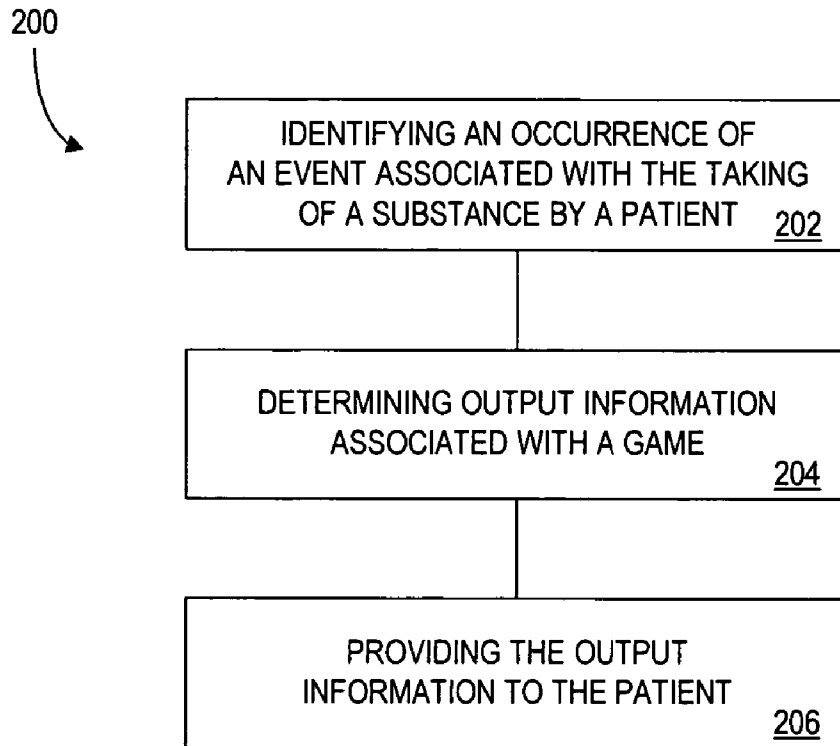 200
IDENTIFYING AN OCCURRENCE OF
AN EVENT ASSOCIATED WITH THE TAKING
OF A SUBSTANCE BY A PATIENT
202
DETERMINING OUTPUT INFORMATION
ASSOCIATED WITH A GAME
204
PROVIDING THE OUTPUT
INFORMATION TO THE PATIENT
206